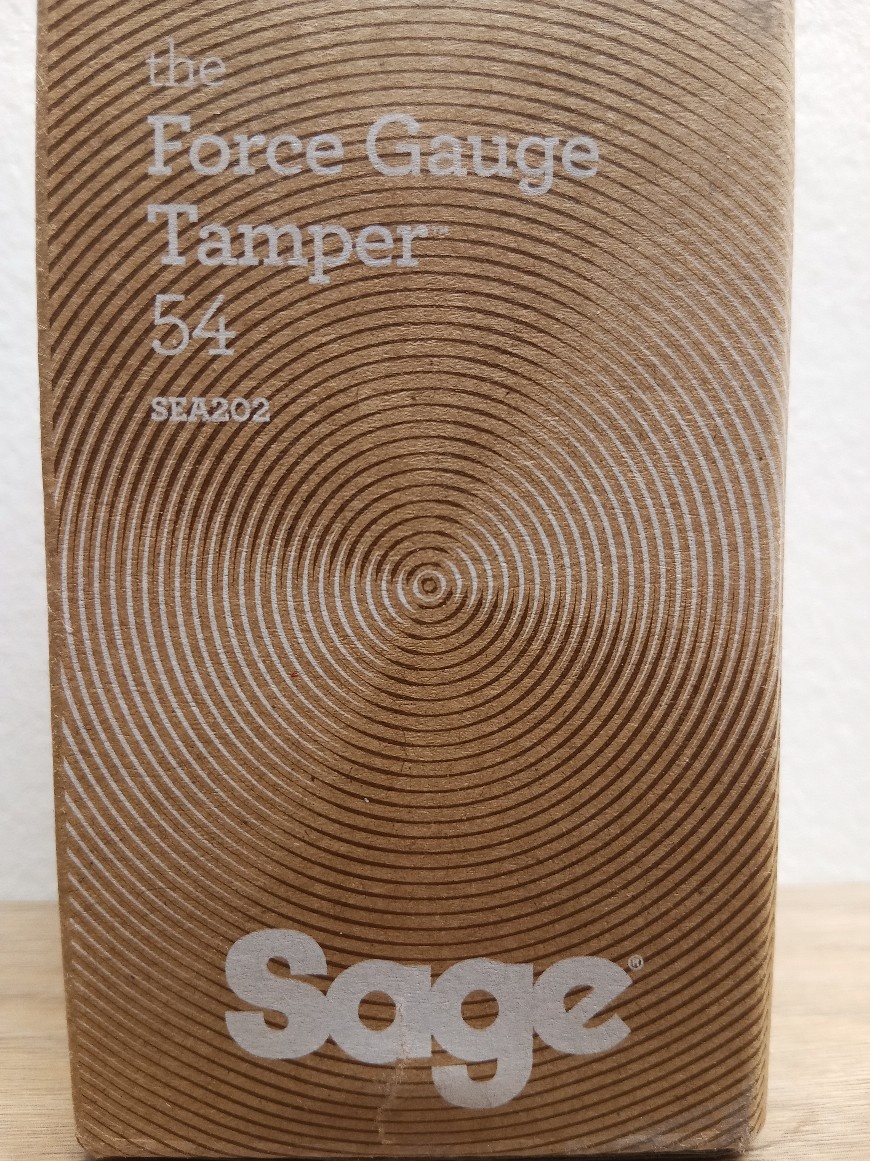 the
Force Gauge
Tamper™
54
SEA202
Sage®